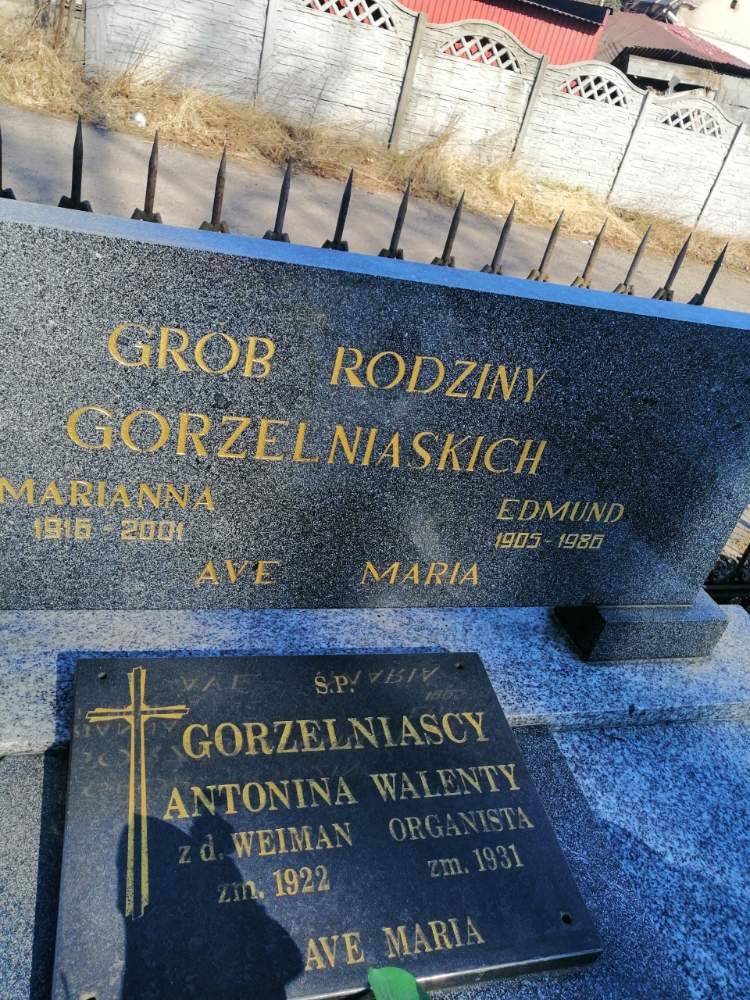 GROB RODZINY
GORZELNIASKICH
MARIANNA EDMUND
1916 - 2001 1905 - 1986
AVE MARIA
Ś.P.
GORZELNIASCY
ANTONINA WALENTY
z d. WEIMAN ORGANISTA
zm. 1922 zm. 1931
AVE MARIA